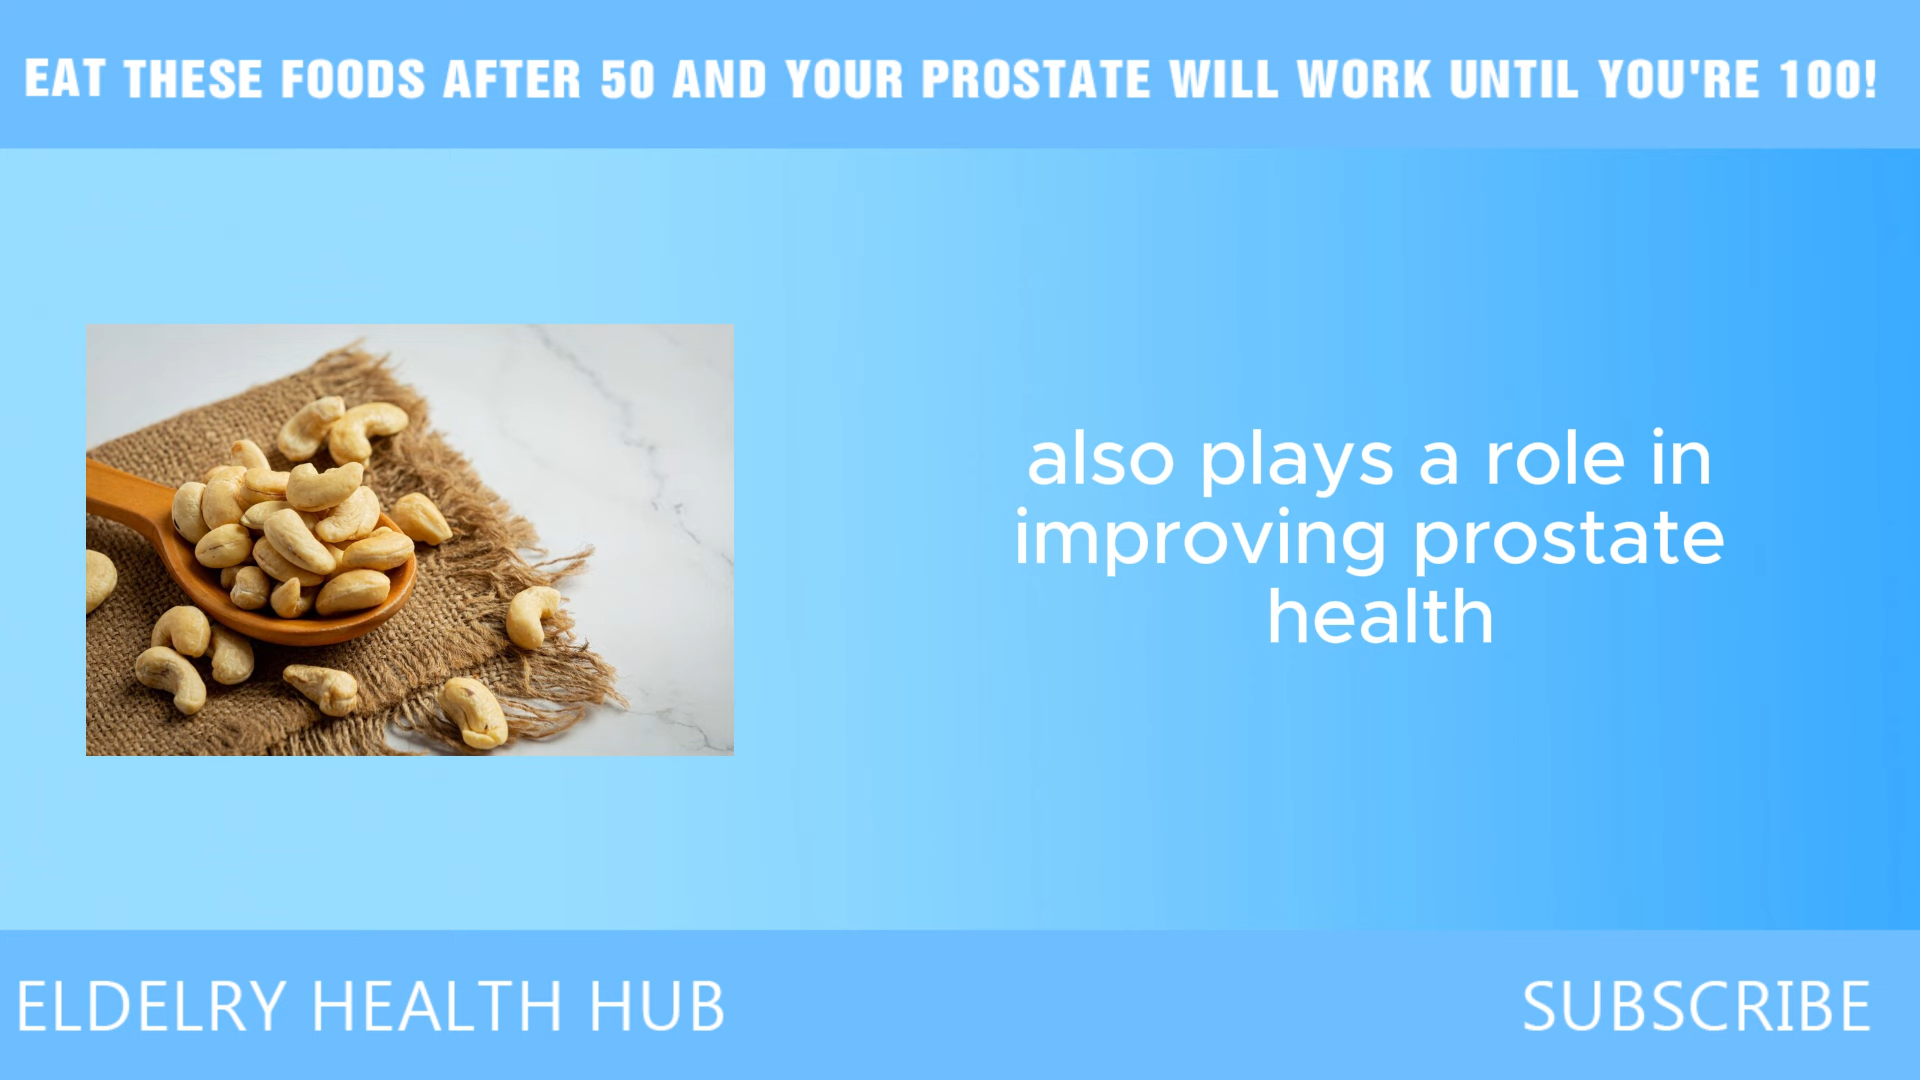 EAT THESE FOODS AFTER 50 AND YOUR PROSTATE WILL WORK UNTIL YOU'RE 100!
also plays a role in
improving prostate
health
ELDELRY HEALTH HUB
SUBSCRIBE